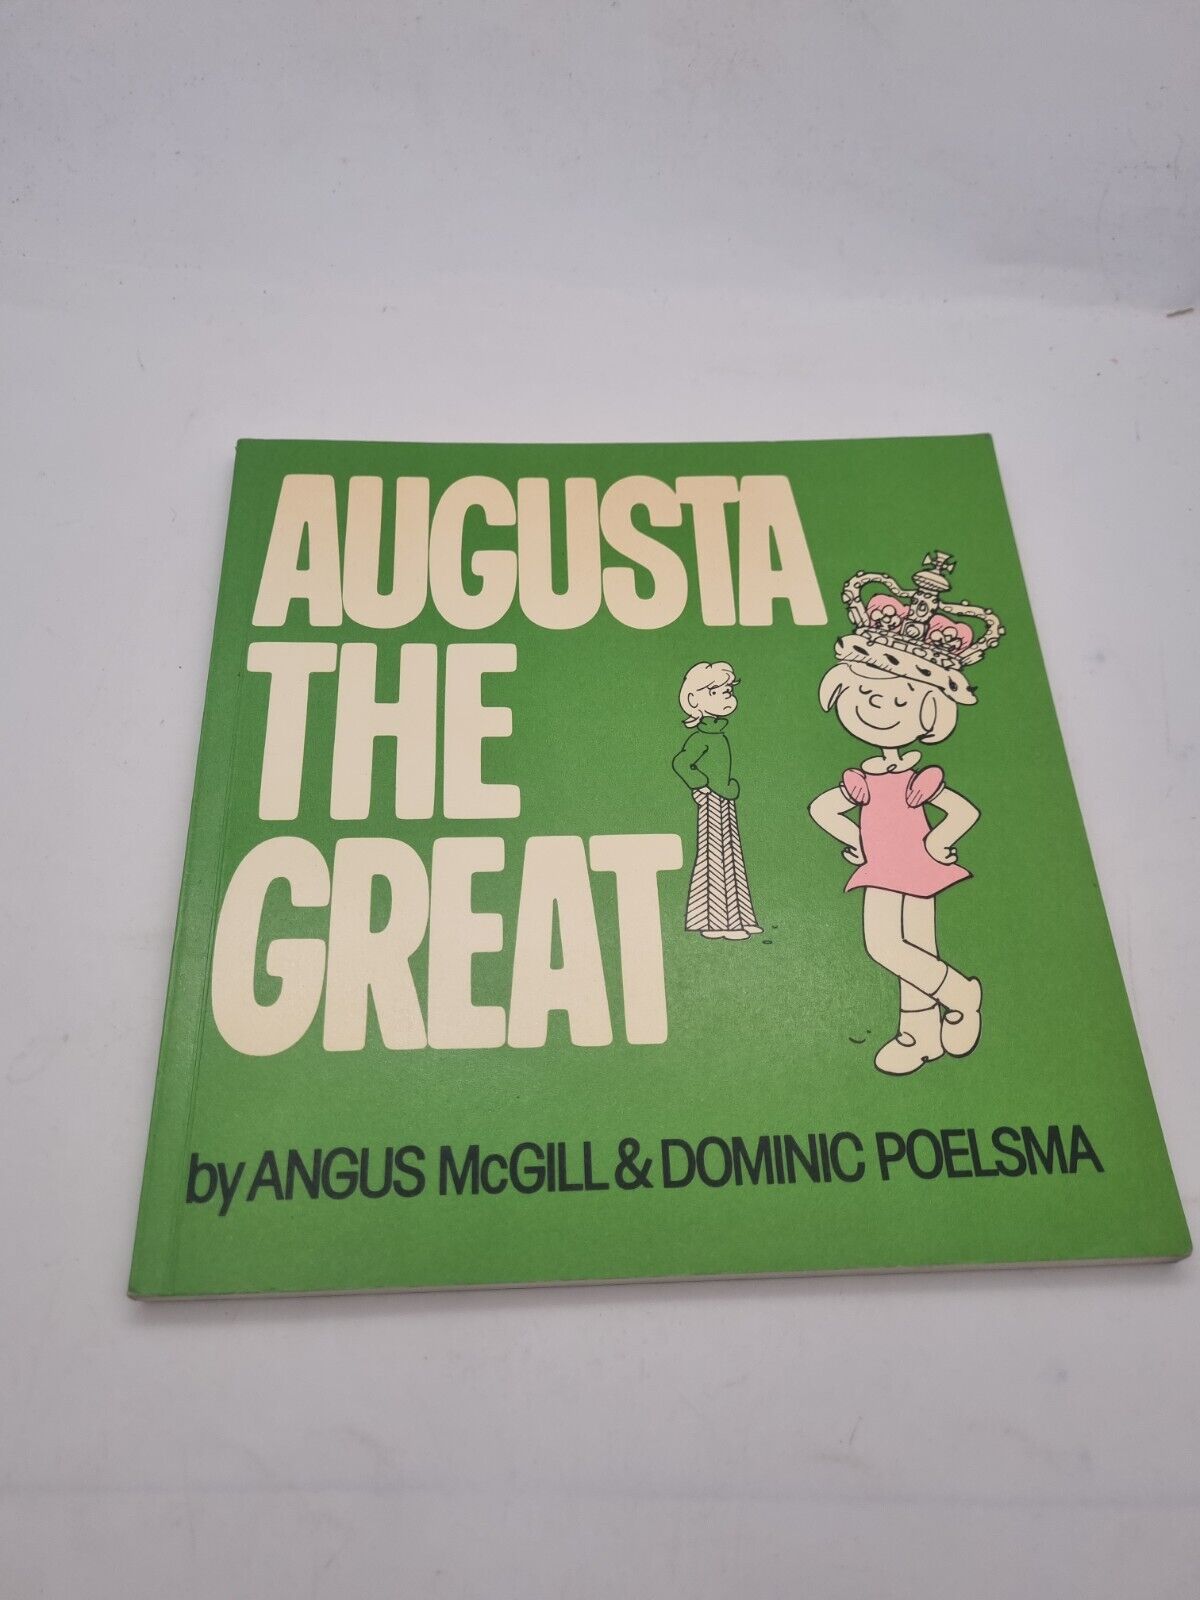 AUGUSTA
THE
GREAT
by ANGUS McGILL & DOMINIC POELSMA